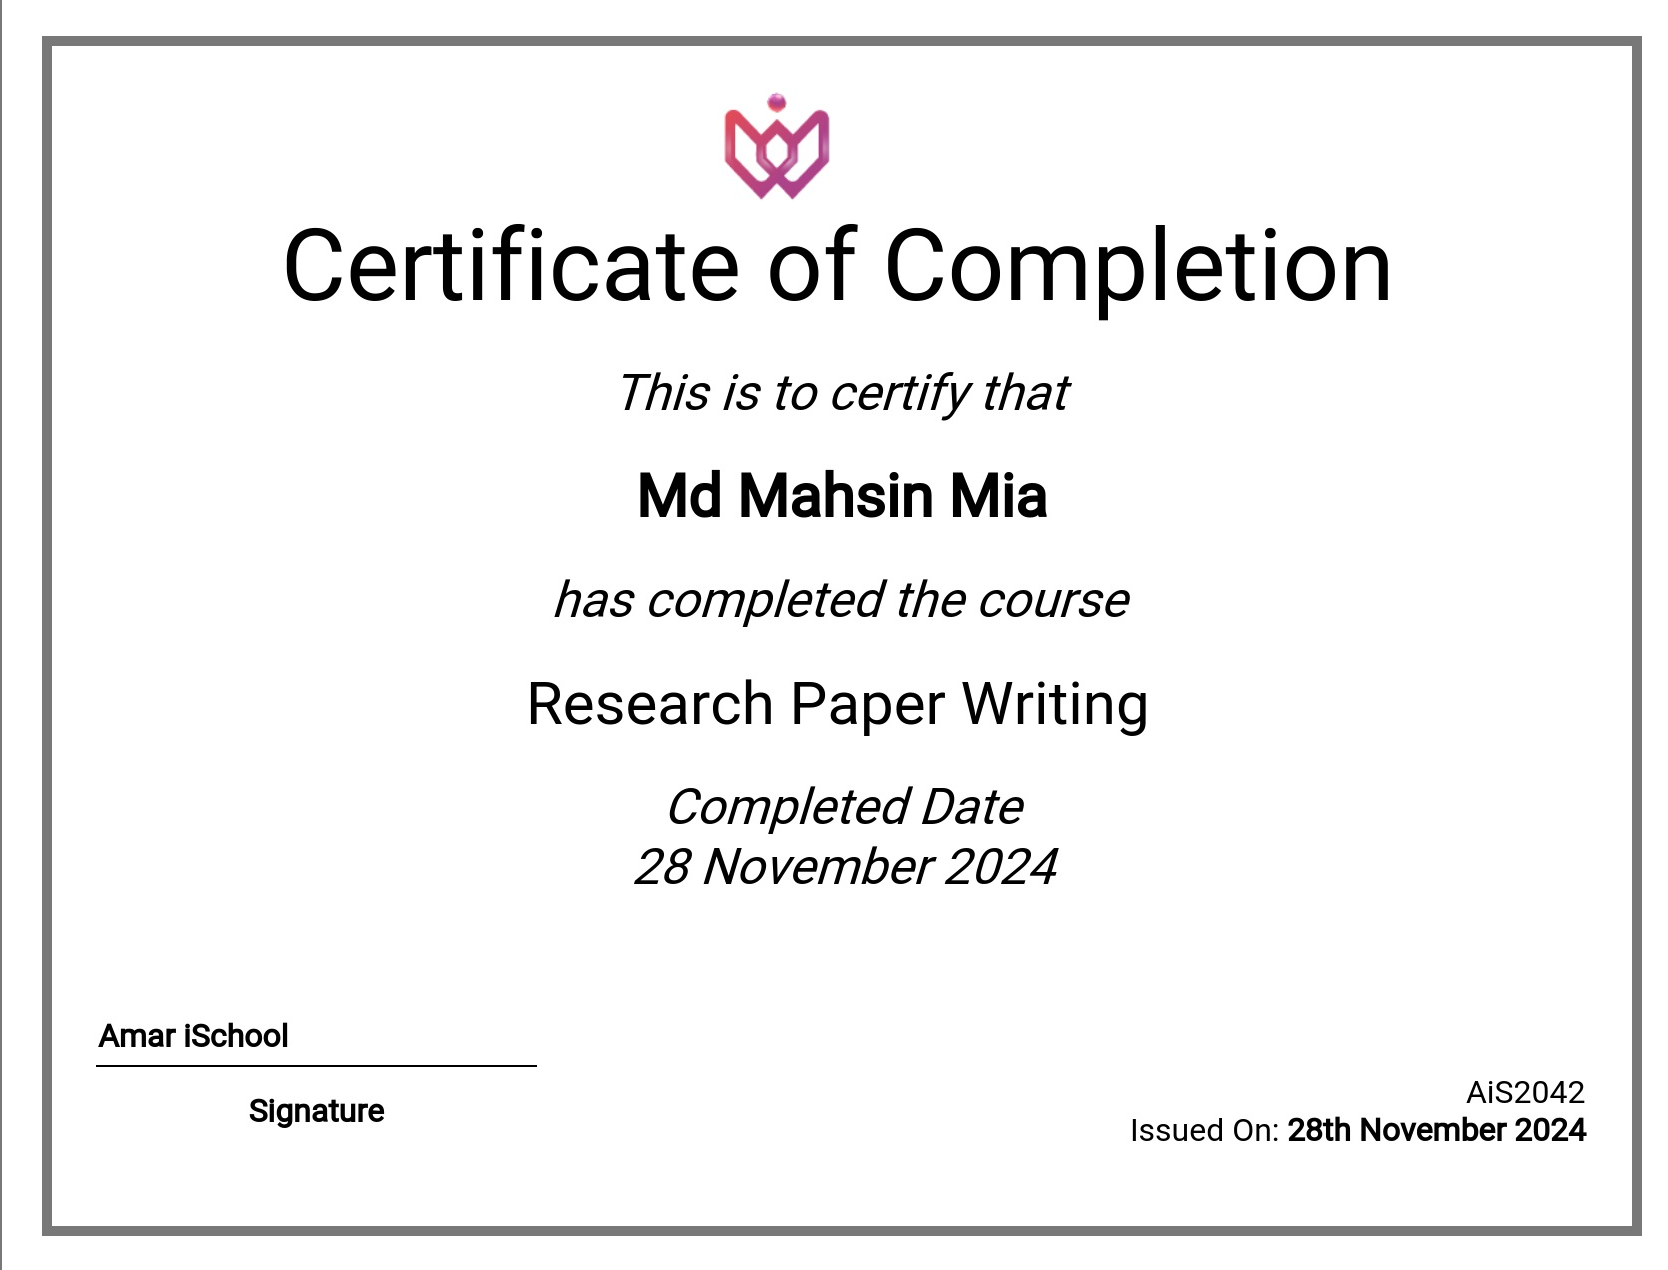 Certificate of Completion
This is to certify that
Md Mahsin Mia
has completed the course
Research Paper Writing
Completed Date
28 November 2024
Amar iSchool
Signature
AiS2042
Issued On: 28th November 2024